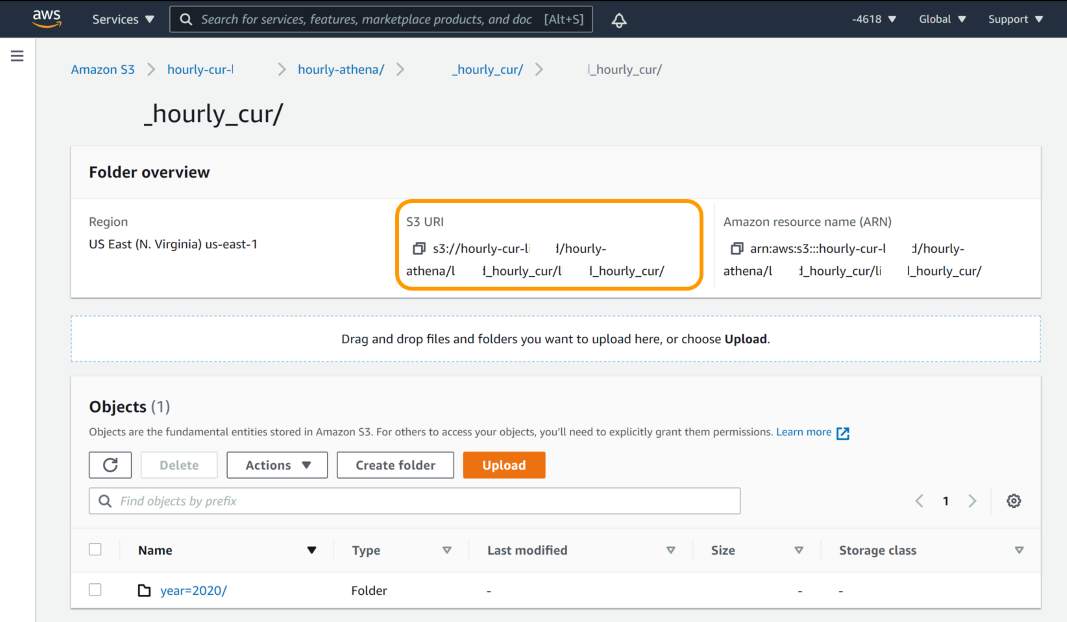 aws Services Search for services, features, marketplace products, and doc [Alt+S] -4618 Global Support
Amazon S3 hourly-cur-l hourly-athena/ _hourly_cur/ l_hourly_cur/
_hourly_cur/
Folder overview
Region
US East (N. Virginia) us-east-1
S3 URI
s3://hourly-cur-li d/hourly-
athena/l d_hourly_cur/l l_hourly_cur/
Amazon resource name (ARN)
arn:aws:s3:::hourly-cur-l d/hourly-
athena/l d_hourly_cur/li l_hourly_cur/
Drag and drop files and folders you want to upload here, or choose Upload.
Objects (1)
Objects are the fundamental entities stored in Amazon S3. For others to access your objects, you'll need to explicitly grant them permissions. Learn more
Delete Actions Create folder Upload
Find objects by prefix 1
Name Type Last modified Size Storage class
year=2020/ Folder - - -